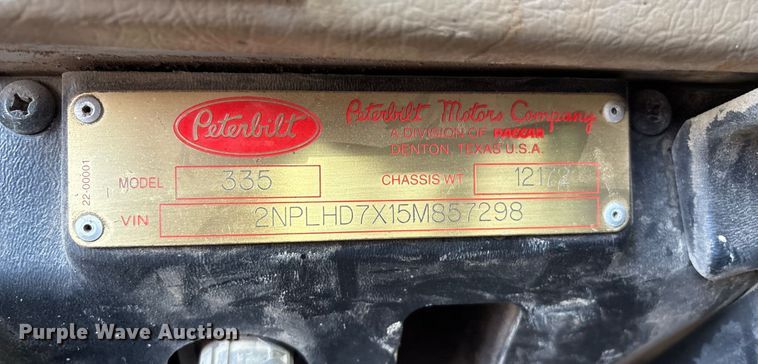 Peterbilt
Peterbilt Motors Company
A DIVISION OF PACCAR
DENTON, TEXAS U.S.A.
22-00001
MODEL 335 CHASSIS WT 12172
VIN 2NPLHD7X15M857298
Purple Wave Auction